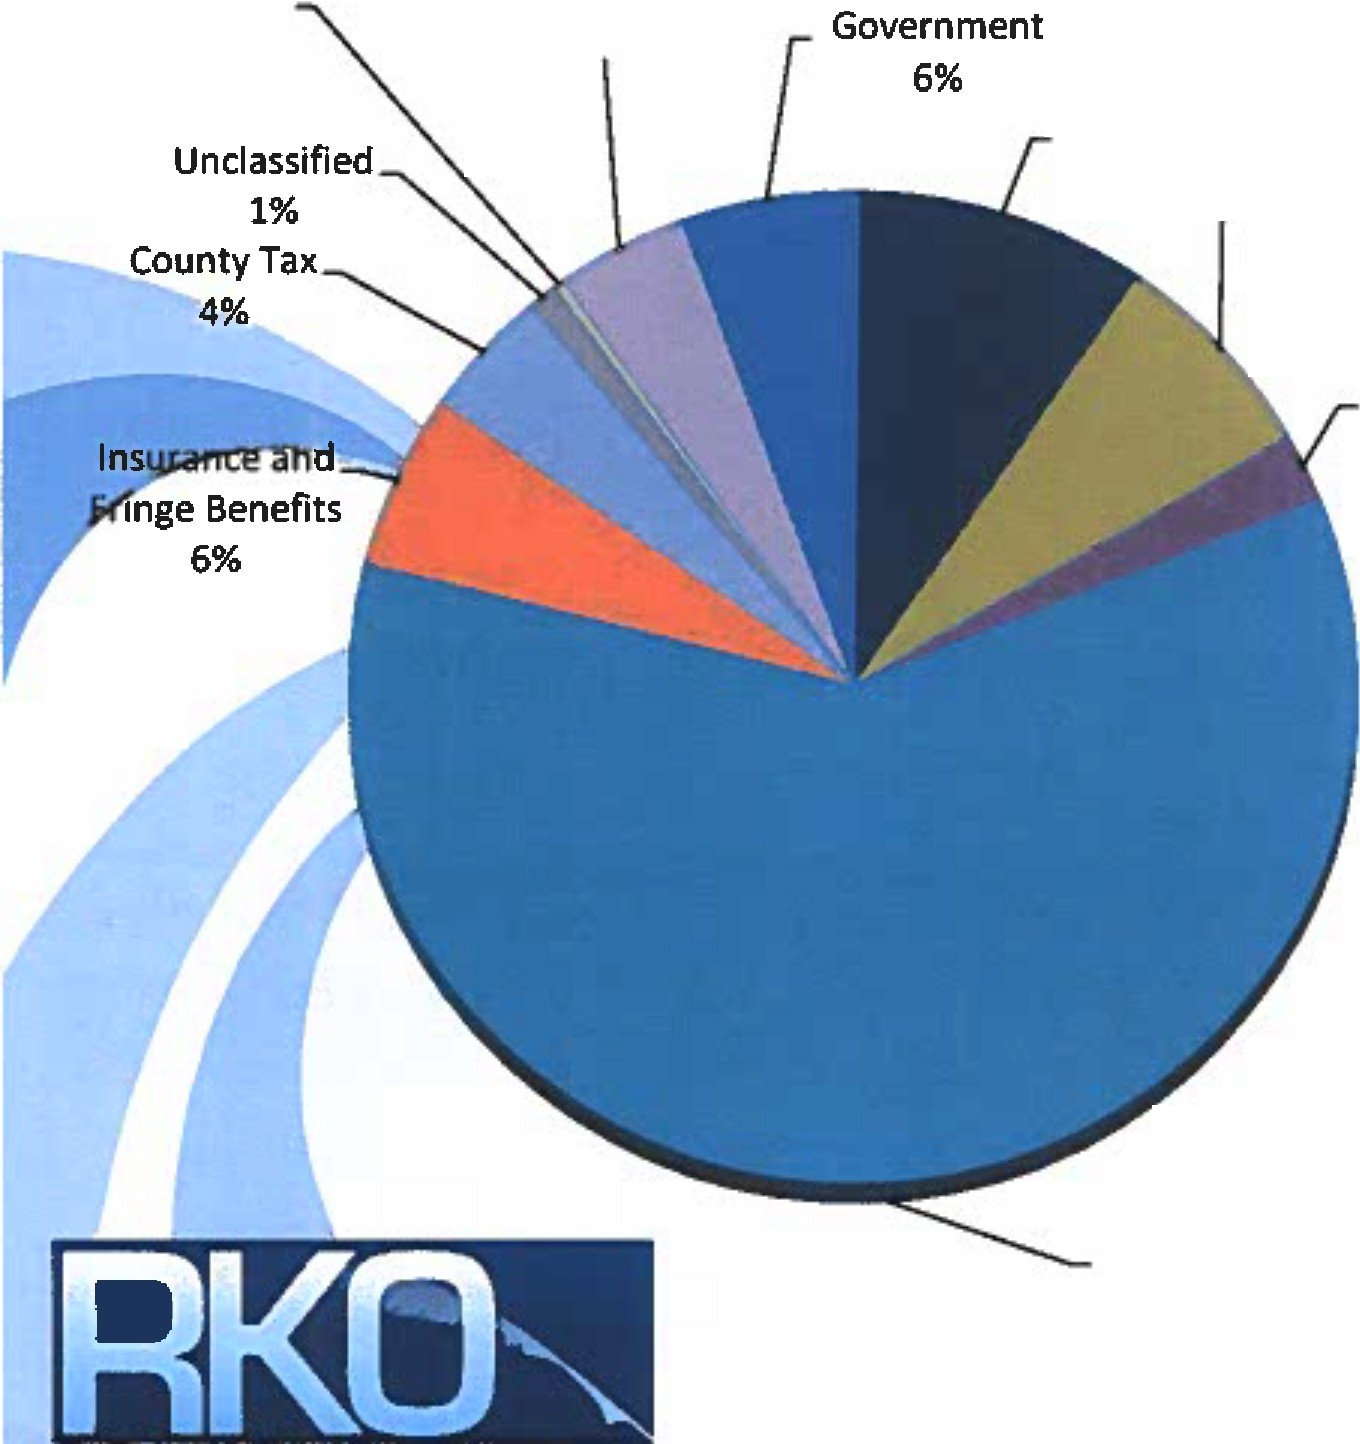 Government
6%
Unclassified
1%
County Tax
4%
Insurance and
Fringe Benefits
6%
RKO